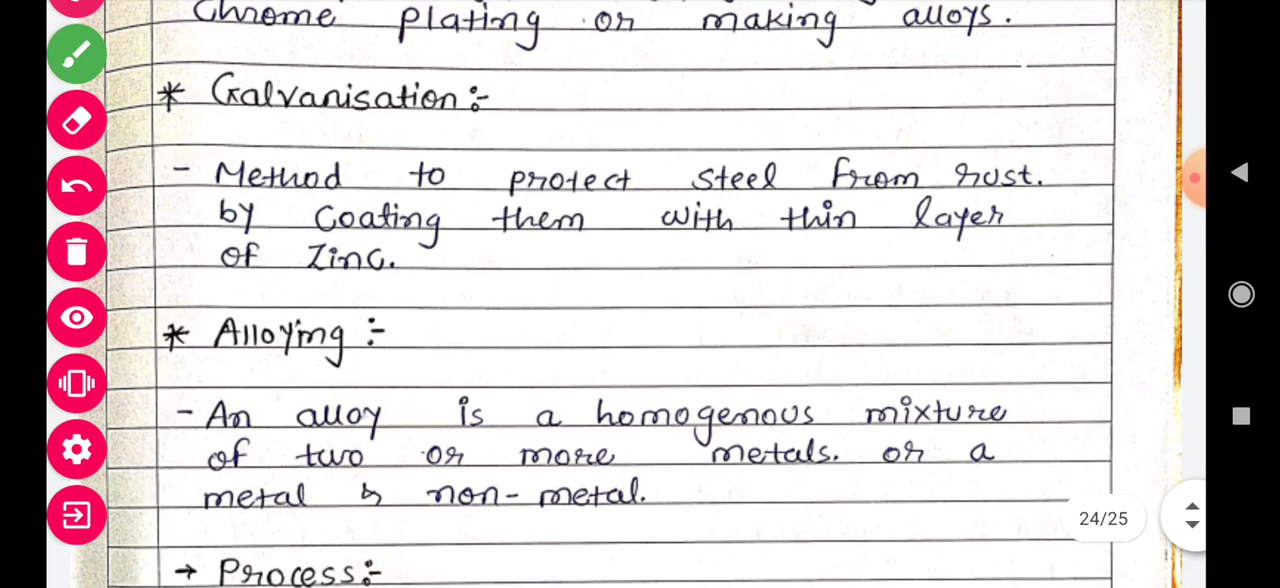 Chrome plating or making alloys.
* Galvanisation :-
- Method to protect steel from rust.
by coating them with thin layer
of Zinc.
* Alloying :-
- An alloy is a homogenous mixture
of two or more metals. or a
metal & non-metal.
24/25
→ Process :-